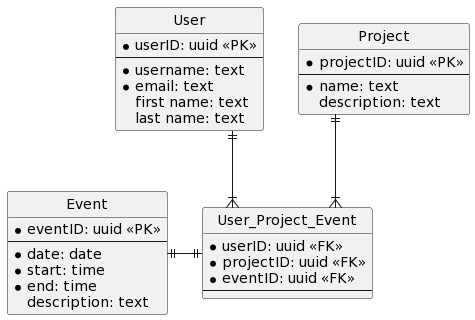 User
userID: uuid «PK»
username: text
email: text
first name: text
last name: text
Project
projectID: uuid «PK»
name: text
description: text
Event
eventID: uuid «PK»
date: date
start: time
end: time
description: text
User_Project_Event
userID: uuid «FK»
projectID: uuid «FK»
eventID: uuid «FK»